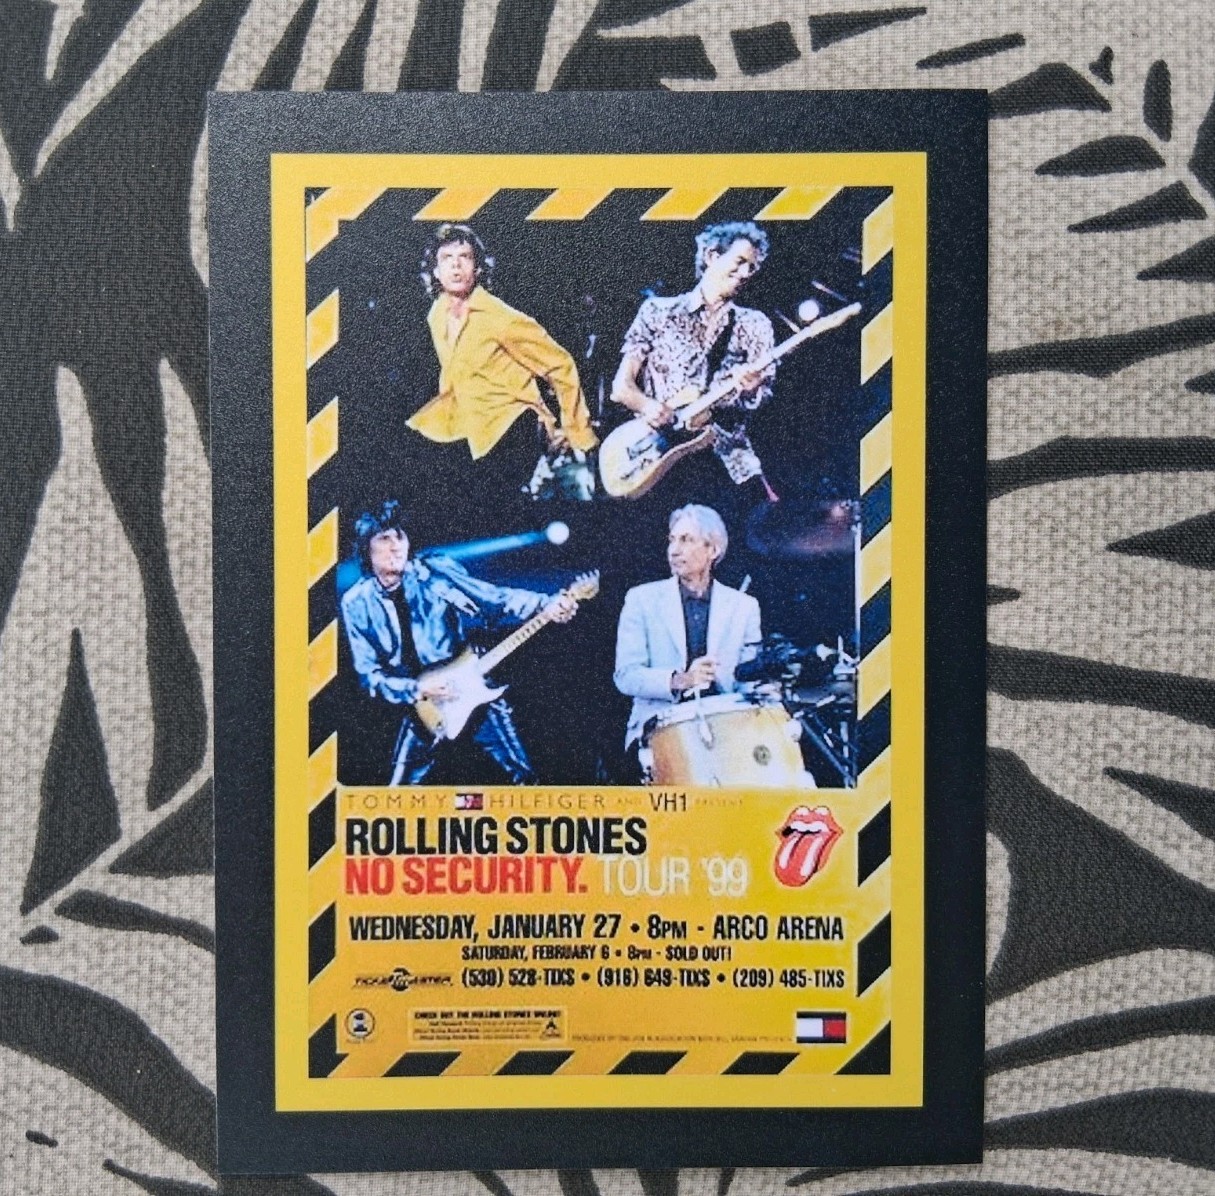 TOMMY HILFIGER AND VH1 PRESENT
ROLLING STONES
NO SECURITY. TOUR '99
WEDNESDAY, JANUARY 27 • 8PM - ARCO ARENA
SATURDAY, FEBRUARY 6 • 8PM - SOLD OUT!
TICKETMASTER (530) 528-TIXS • (916) 649-TIXS • (209) 485-TIXS
CHECK OUT THE ROLLING STONES ONLINE!